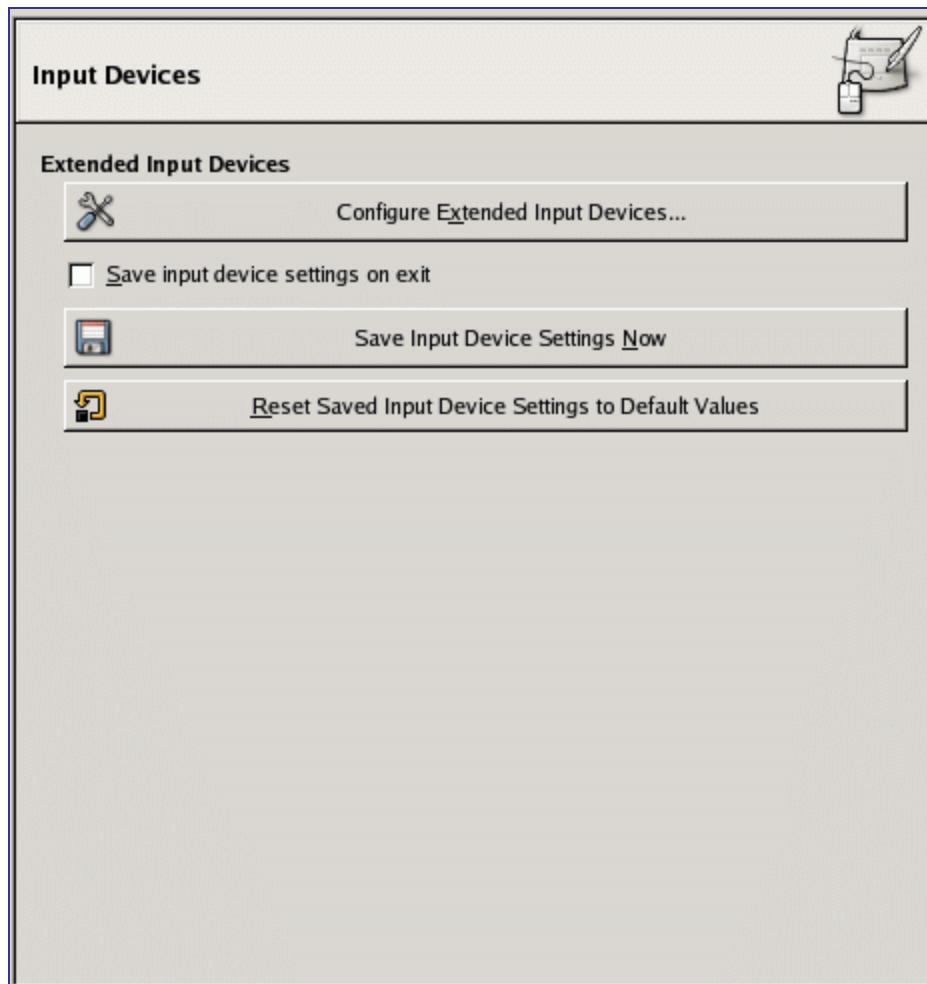 Input Devices
Extended Input Devices
Configure Extended Input Devices...
Save input device settings on exit
Save Input Device Settings Now
Reset Saved Input Device Settings to Default Values